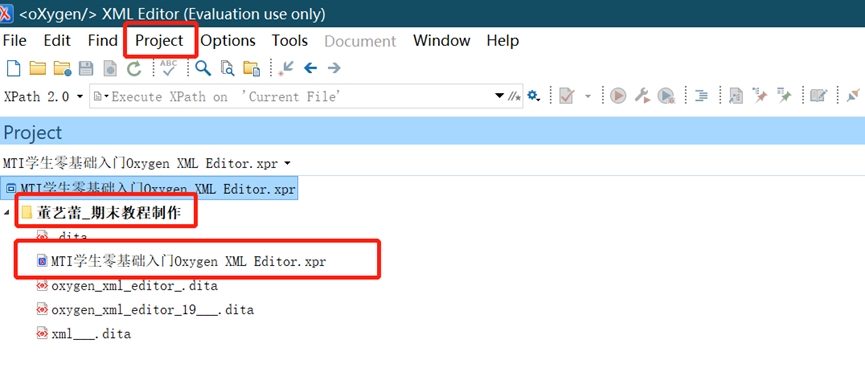 <oXygen/> XML Editor (Evaluation use only)
File Edit Find Project Options Tools Document Window Help
ABC
XPath 2.0 Execute XPath on 'Current File'
Project
MTI学生零基础入门Oxygen XML Editor.xpr
MTI学生零基础入门Oxygen XML Editor.xpr
董艺蕾_期末教程制作
_.dita
MTI学生零基础入门Oxygen XML Editor.xpr
oxygen_xml_editor_.dita
oxygen_xml_editor_19___.dita
xml___.dita